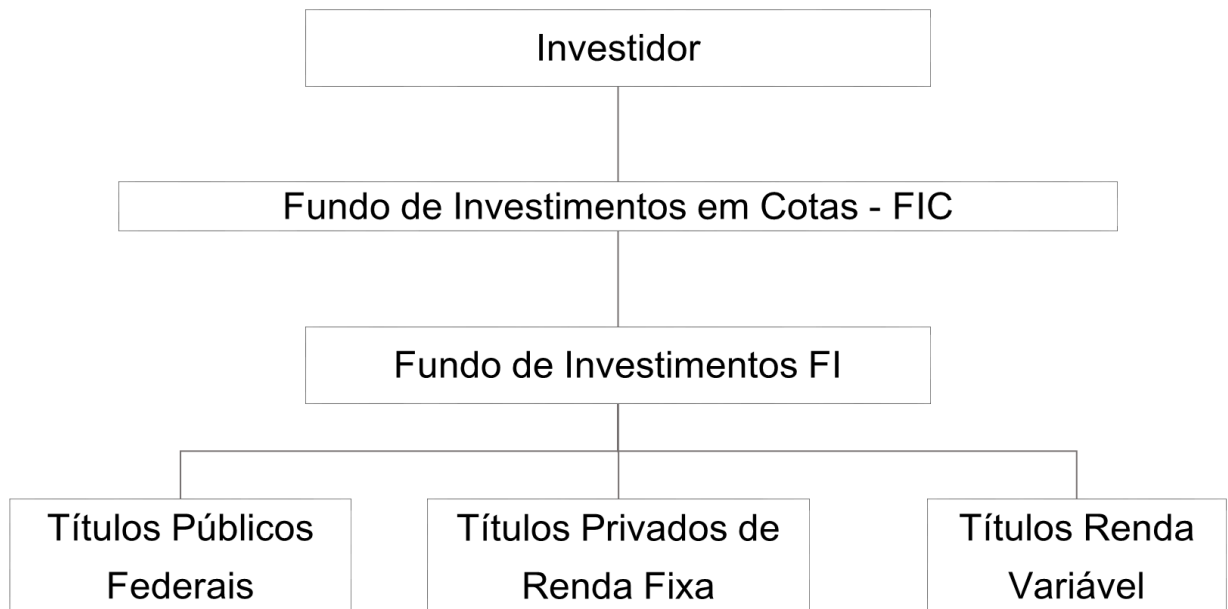 Investidor
Fundo de Investimentos em Cotas - FIC
Fundo de Investimentos FI
Títulos Públicos
Federais
Títulos Privados de
Renda Fixa
Títulos Renda
Variável